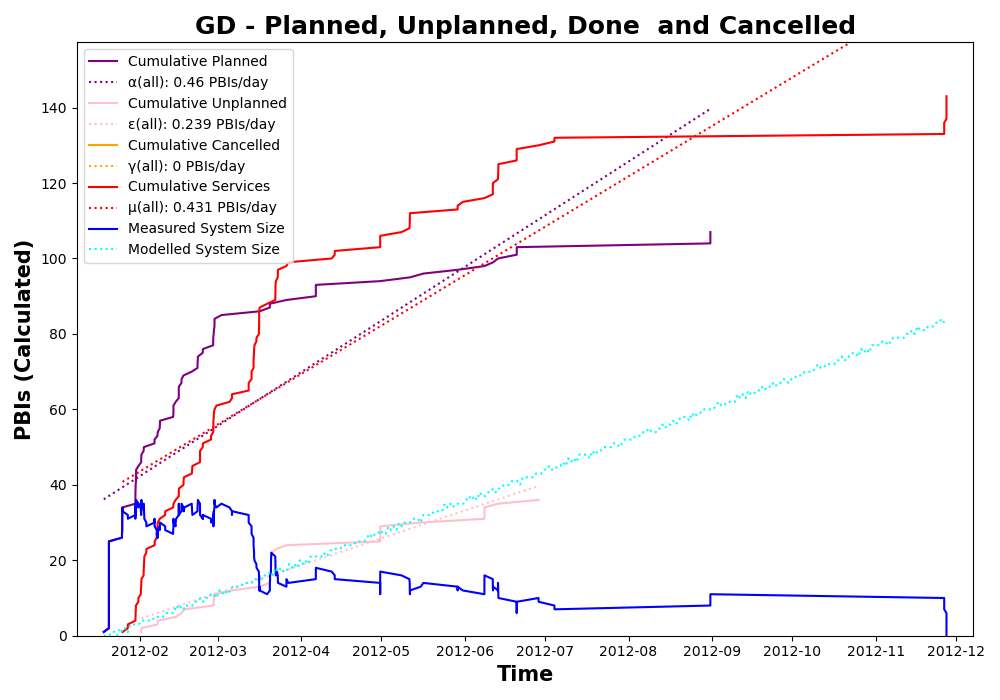 GD - Planned, Unplanned, Done  and Cancelled
Cumulative Planned
α(all): 0.46 PBIs/day
Cumulative Unplanned
ε(all): 0.239 PBIs/day
Cumulative Cancelled
γ(all): 0 PBIs/day
Cumulative Services
μ(all): 0.431 PBIs/day
Measured System Size
Modelled System Size
PBIs (Calculated)
140
120
100
80
60
40
20
0
2012-02 2012-03 2012-04 2012-05 2012-06 2012-07 2012-08 2012-09 2012-10 2012-11 2012-12
Time